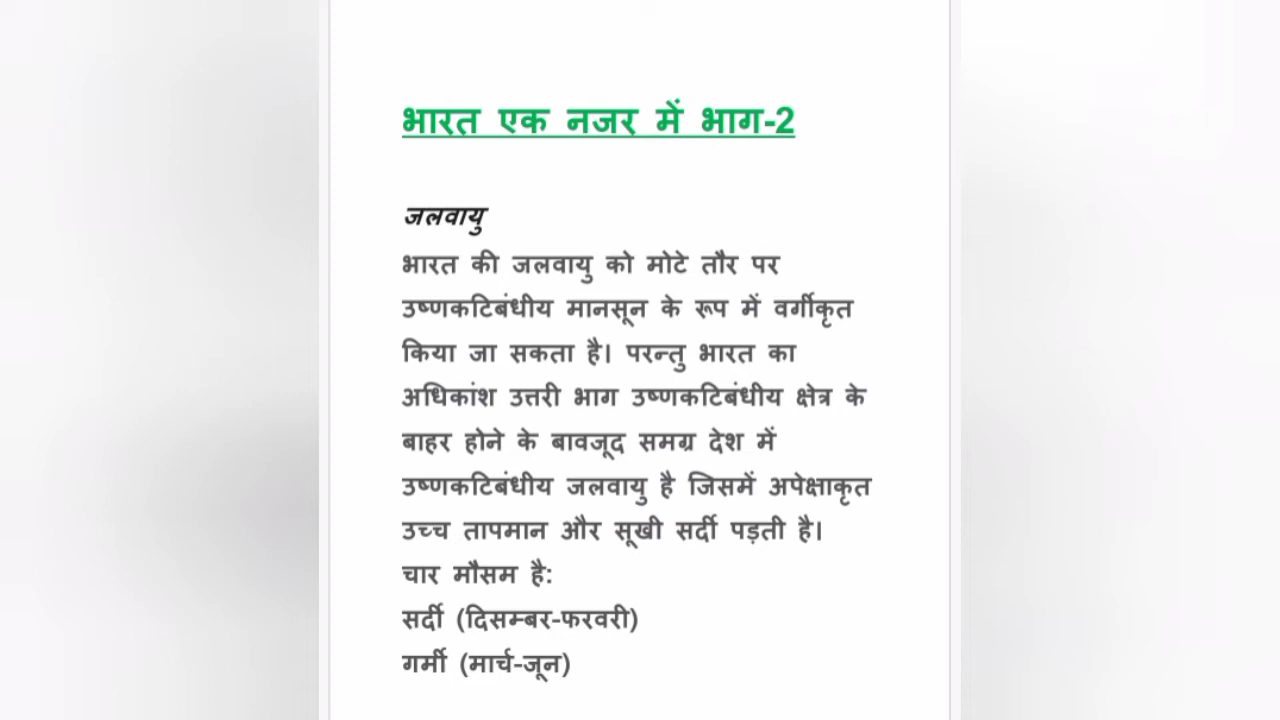 भारत एक नजर में भाग-2
जलवायु
भारत की जलवायु को मोटे तौर पर
उष्णकटिबंधीय मानसून के रूप में वर्गीकृत
किया जा सकता है। परन्तु भारत का
अधिकांश उत्तरी भाग उष्णकटिबंधीय क्षेत्र के
बाहर होने के बावजूद समग्र देश में
उष्णकटिबंधीय जलवायु है जिसमें अपेक्षाकृत
उच्च तापमान और सूखी सर्दी पड़ती है।
चार मौसम है:
सर्दी (दिसम्बर-फरवरी)
गर्मी (मार्च-जून)